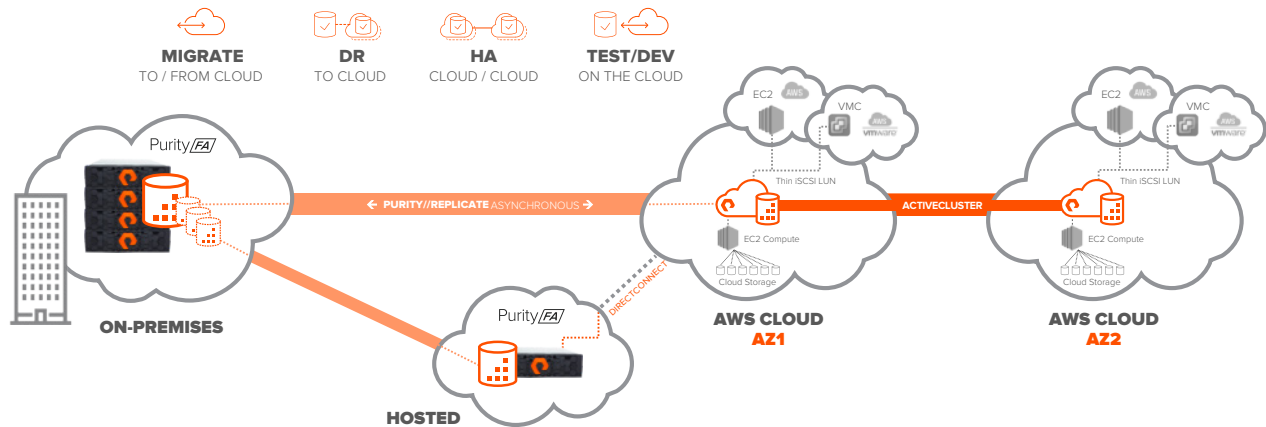 MIGRATE
TO / FROM CLOUD
DR
TO CLOUD
HA
CLOUD / CLOUD
TEST/DEV
ON THE CLOUD
Purity//FA
ON-PREMISES
PURITY//REPLICATE ASYNCHRONOUS
Purity//FA
HOSTED
DIRECTCONNECT
EC2
AWS
VMC
AWS
vmware
Thin iSCSI LUN
EC2 Compute
Cloud Storage
AWS CLOUD
AZ1
ACTIVECLUSTER
EC2
AWS
VMC
AWS
vmware
Thin iSCSI LUN
EC2 Compute
Cloud Storage
AWS CLOUD
AZ2